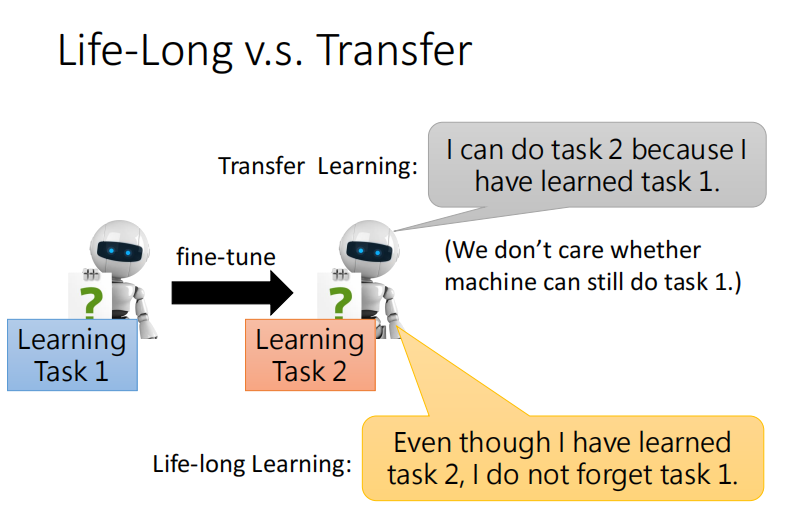 Life-Long v.s. Transfer
Transfer Learning:
I can do task 2 because I
have learned task 1.
fine-tune
(We don't care whether
machine can still do task 1.)
?
?
Learning
Task 1
Learning
Task 2
Life-long Learning:
Even though I have learned
task 2, I do not forget task 1.